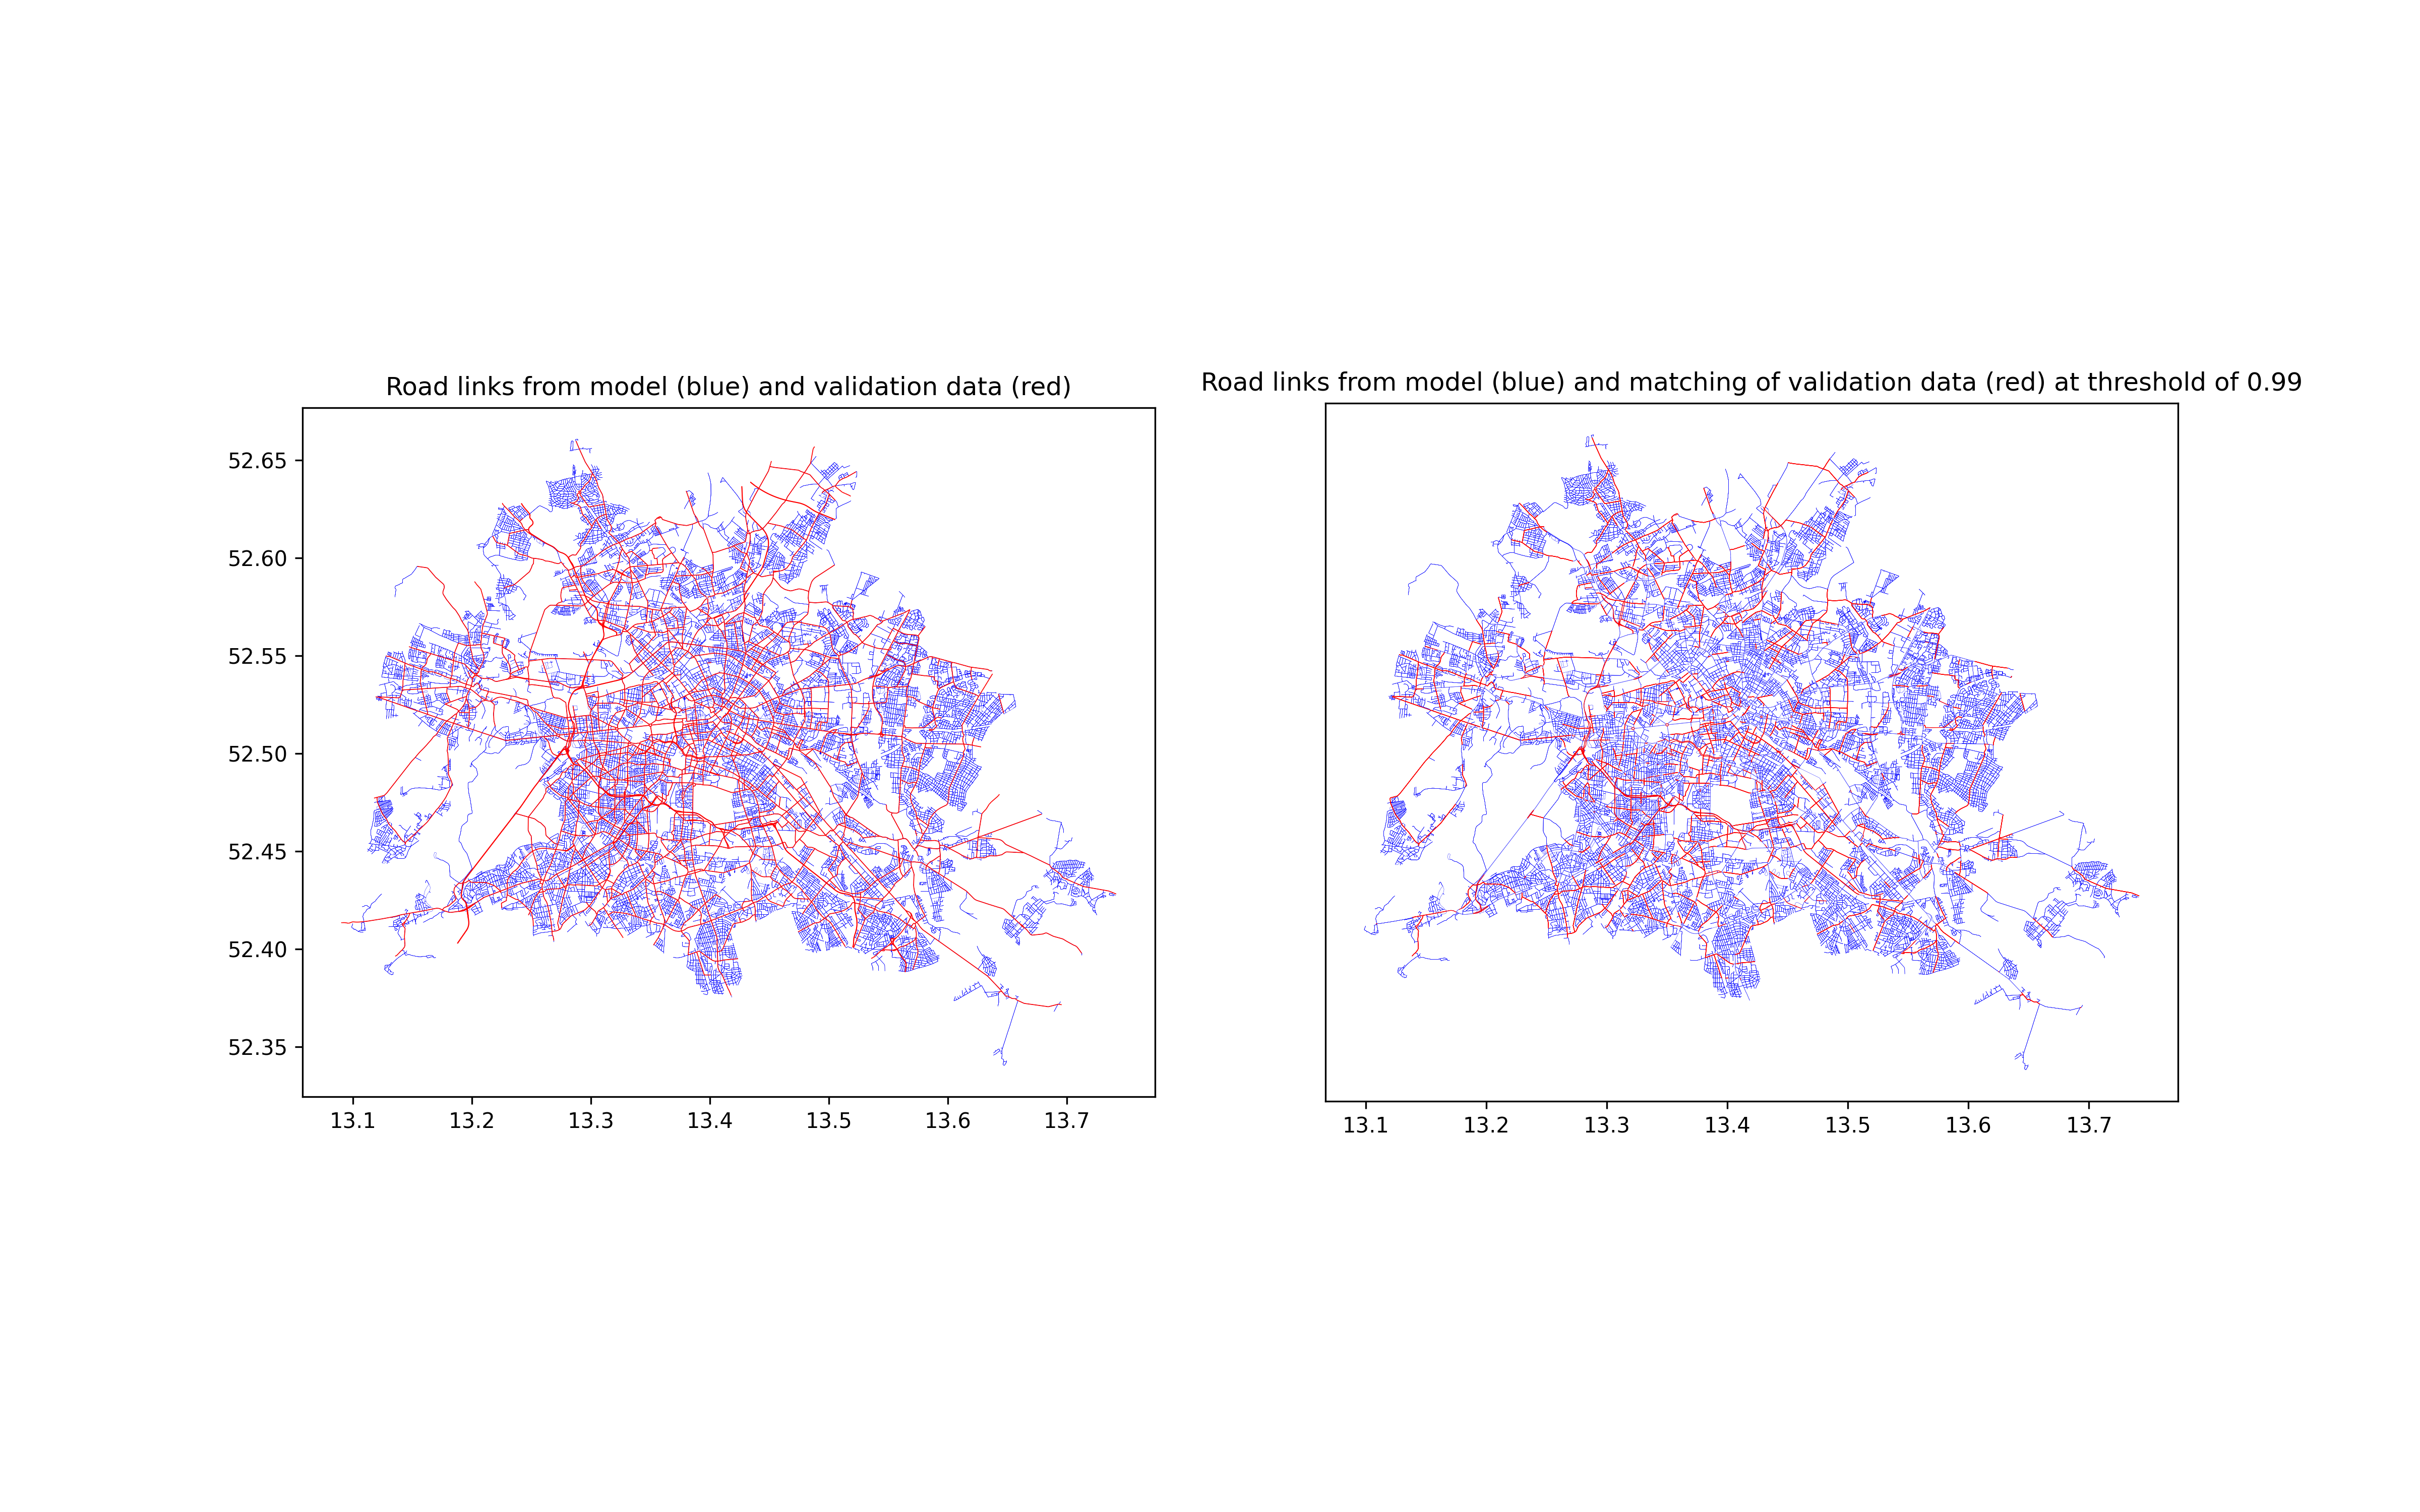 Road links from model (blue) and validation data (red)
52.65
52.60
52.55
52.50
52.45
52.40
52.35
13.1 13.2 13.3 13.4 13.5 13.6 13.7
Road links from model (blue) and matching of validation data (red) at threshold of 0.99
13.1 13.2 13.3 13.4 13.5 13.6 13.7